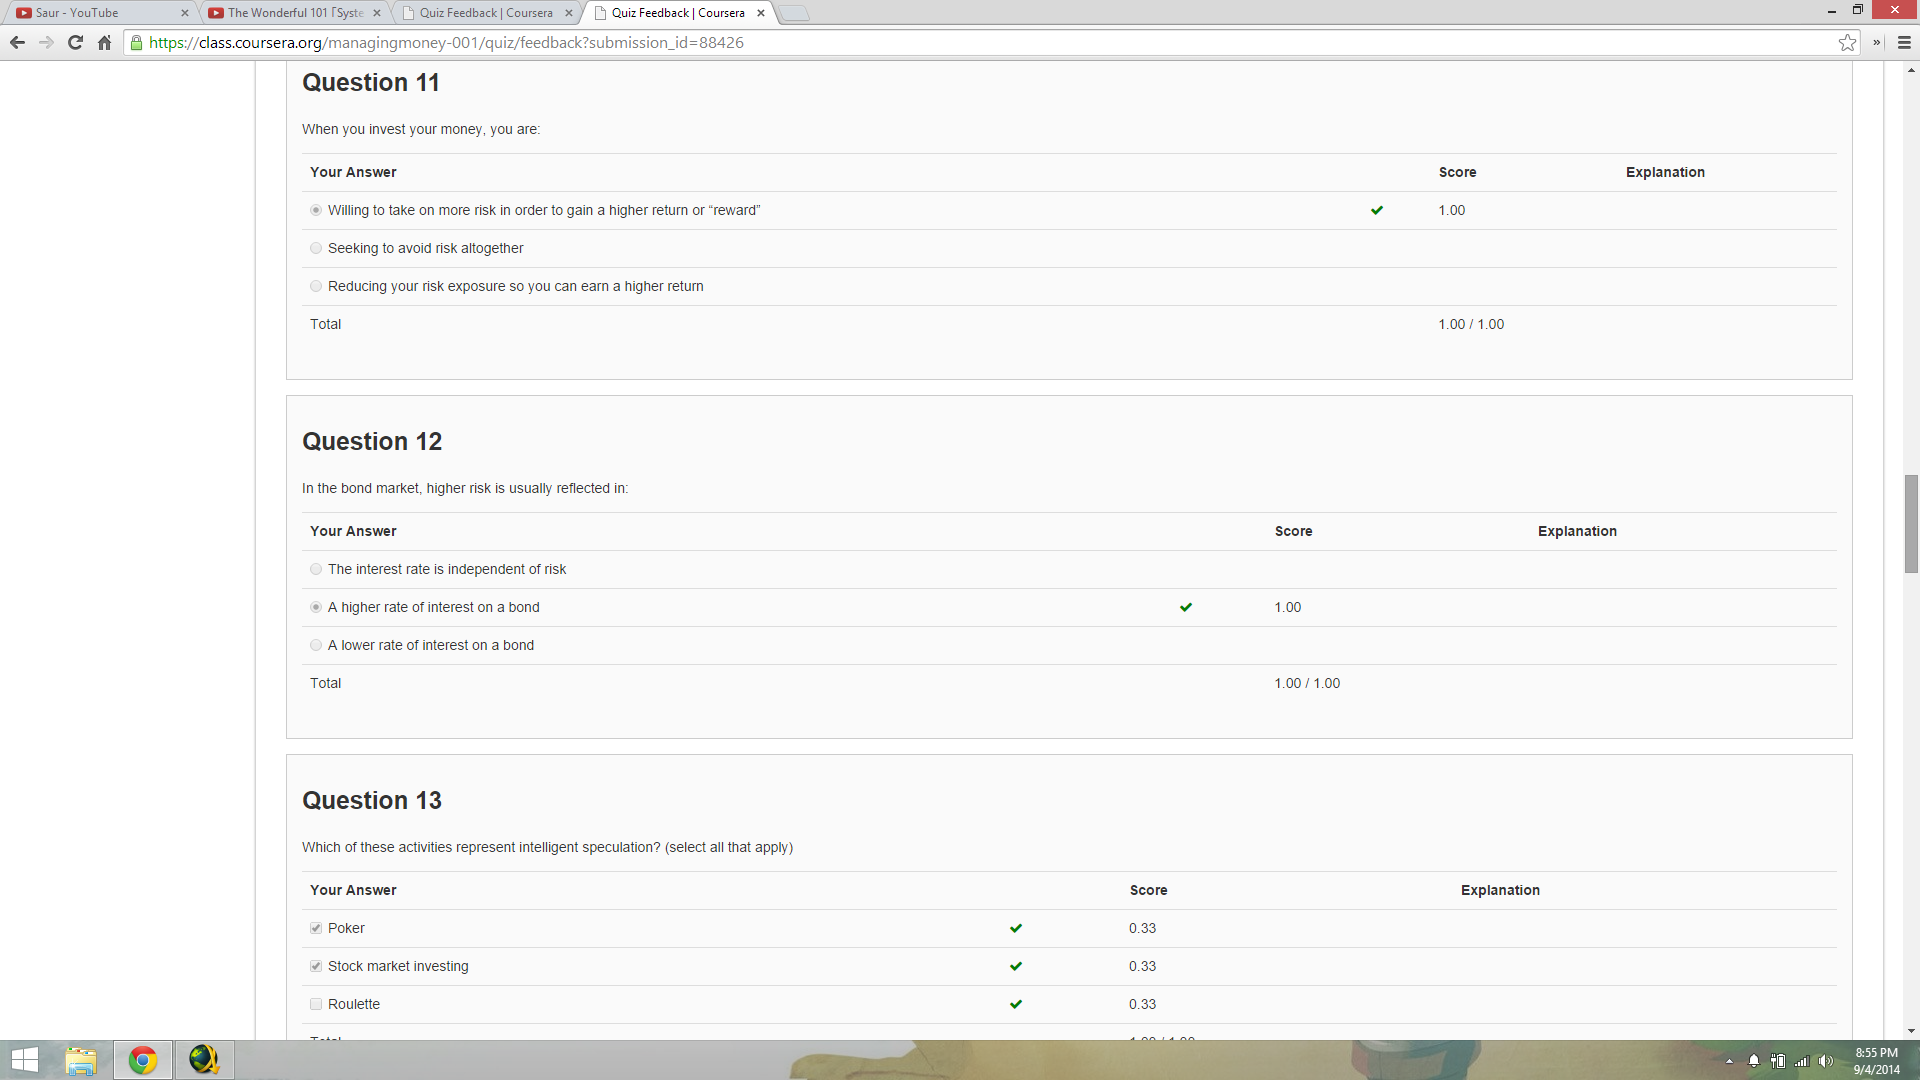 Saur - YouTube
The Wonderful 101 「Syste
Quiz Feedback | Coursera
Quiz Feedback | Coursera
https://class.coursera.org/managingmoney-001/quiz/feedback?submission_id=88426
Question 11
When you invest your money, you are:
Your Answer Score Explanation
Willing to take on more risk in order to gain a higher return or “reward” 1.00
Seeking to avoid risk altogether
Reducing your risk exposure so you can earn a higher return
Total 1.00 / 1.00
Question 12
In the bond market, higher risk is usually reflected in:
Your Answer Score Explanation
The interest rate is independent of risk
A higher rate of interest on a bond 1.00
A lower rate of interest on a bond
Total 1.00 / 1.00
Question 13
Which of these activities represent intelligent speculation? (select all that apply)
Your Answer Score Explanation
Poker 0.33
Stock market investing 0.33
Roulette 0.33
Total 1.00 / 1.00
8:55 PM
9/4/2014